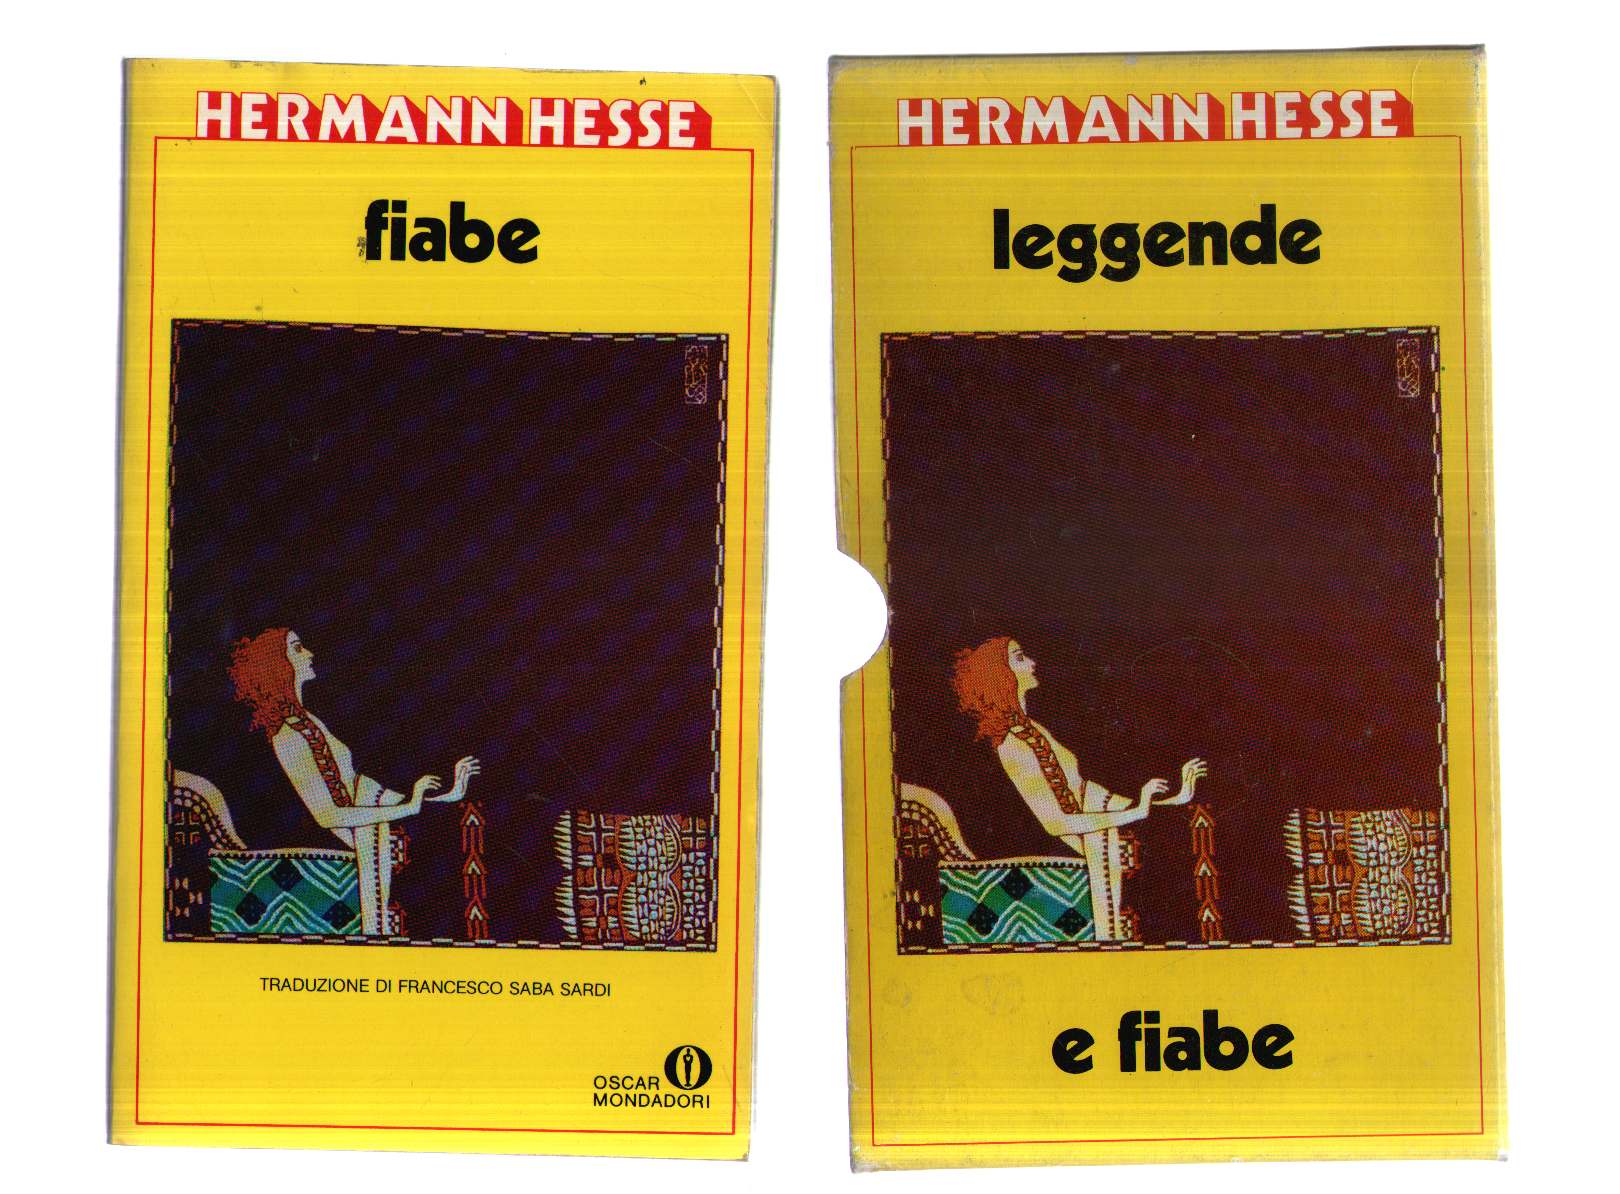 HERMANN HESSE
fiabe
TRADUZIONE DI FRANCESCO SABA SARDI
OSCAR
MONDADORI
HERMANN HESSE
leggende
e fiabe